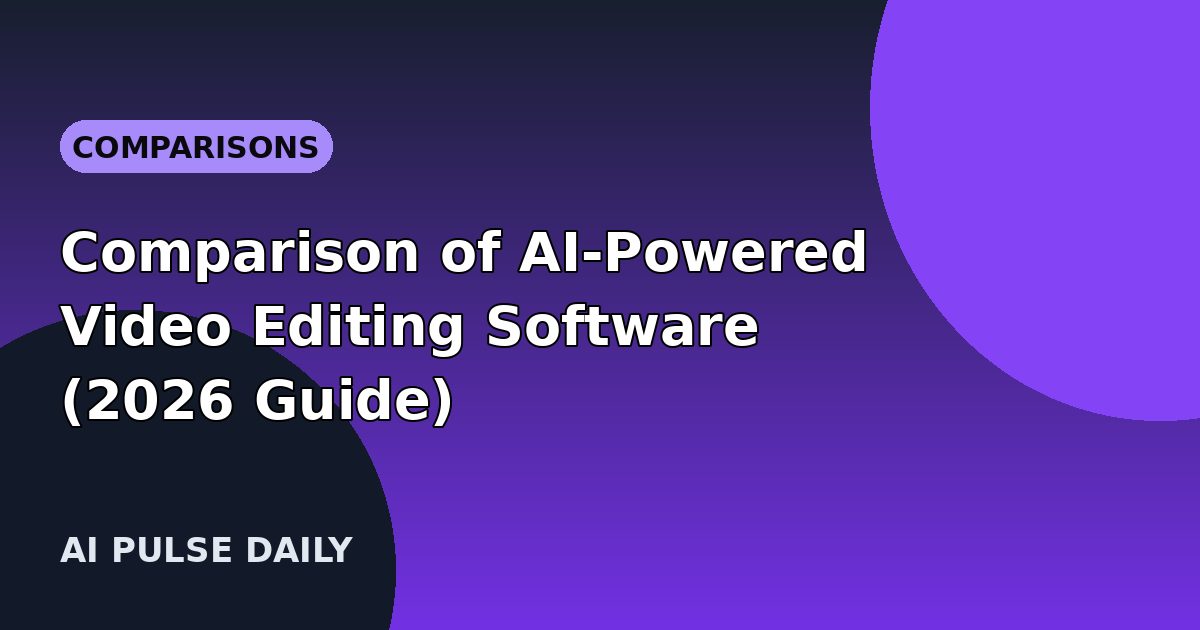 COMPARISONS
Comparison of AI-Powered
Video Editing Software
(2026 Guide)
AI PULSE DAILY